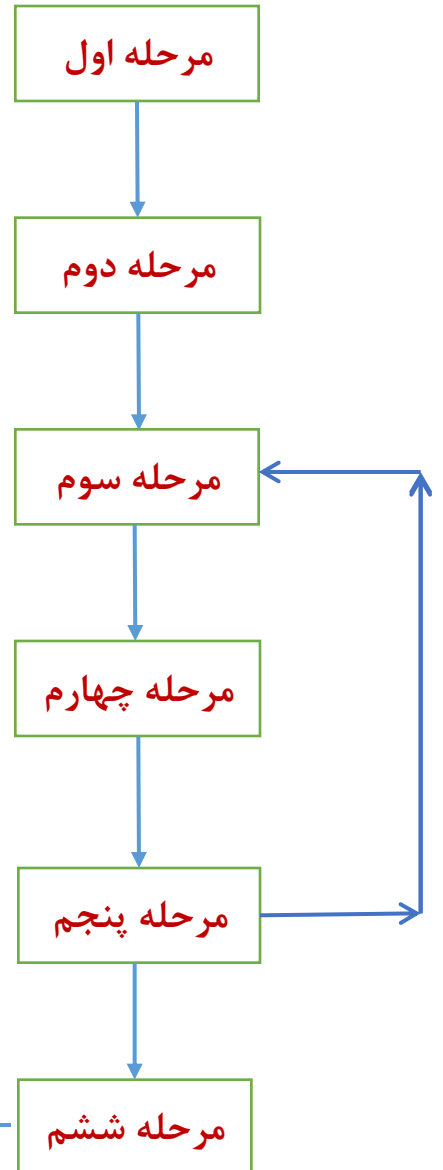 مرحله اول
مرحله دوم
مرحله سوم
مرحله چهارم
مرحله پنجم
مرحله ششم